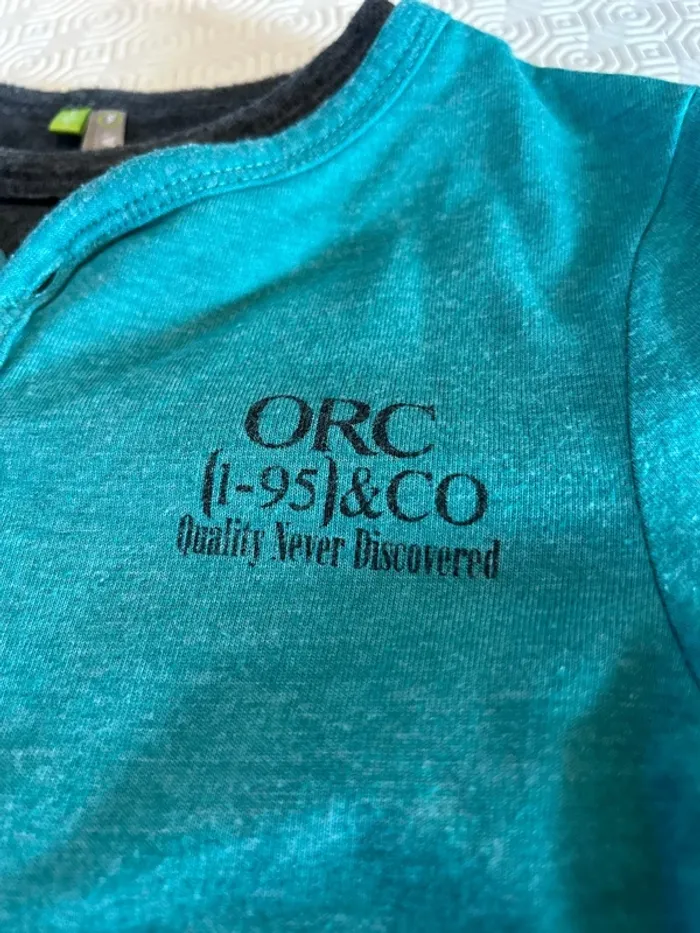 ORC
(1-95)&CO
Quality Never Discovered